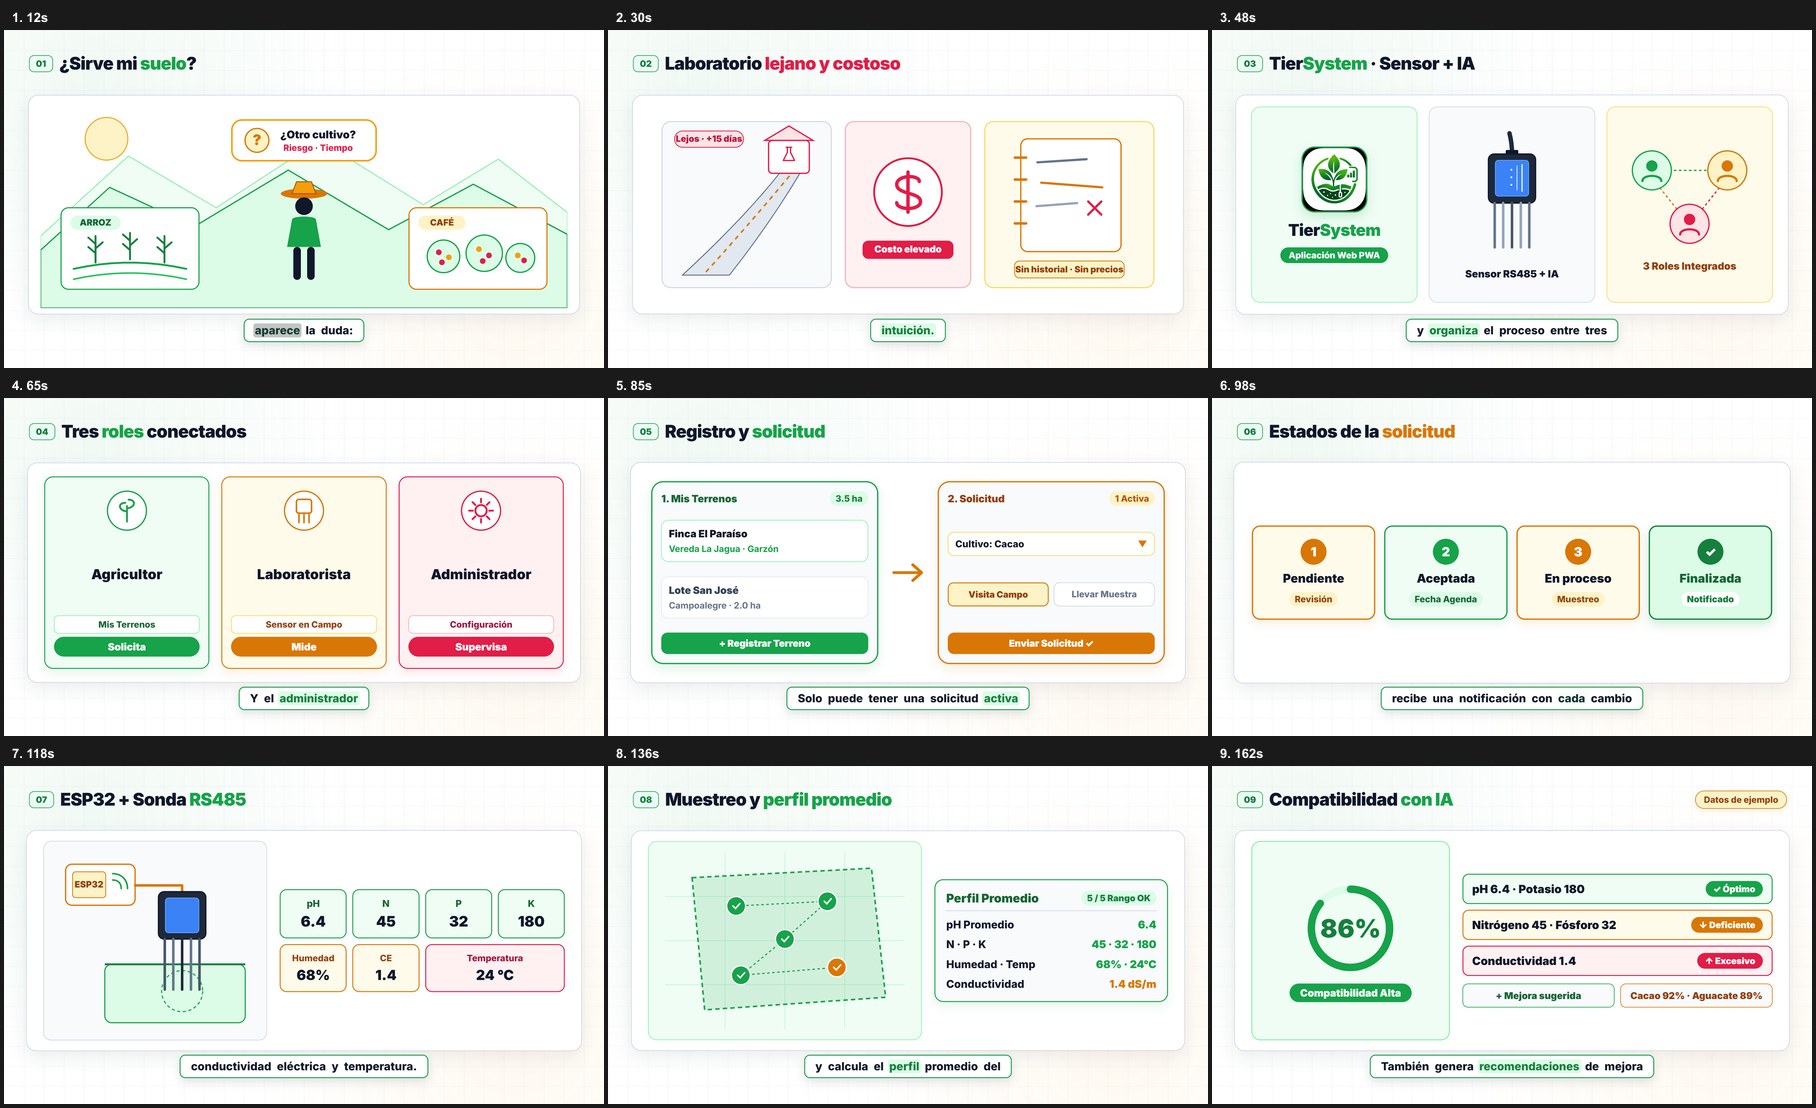 1. 12s
01 ¿Sirve mi suelo?
? ¿Otro cultivo?
Riesgo · Tiempo
ARROZ
CAFÉ
aparece la duda:
2. 30s
02 Laboratorio lejano y costoso
Lejos · +15 días
$
Costo elevado
Sin historial · Sin precios
intuición.
3. 48s
03 TierSystem · Sensor + IA
TierSystem
Aplicación Web PWA
Sensor RS485 + IA
3 Roles Integrados
y organiza el proceso entre tres
4. 65s
04 Tres roles conectados
Agricultor
Mis Terrenos
Solicita
Laboratorista
Sensor en Campo
Mide
Administrador
Configuración
Supervisa
Y el administrador
5. 85s
05 Registro y solicitud
1. Mis Terrenos 3.5 ha
Finca El Paraíso
Vereda La Jagua · Garzón
Lote San José
Campoalegre · 2.0 ha
+ Registrar Terreno
2. Solicitud 1 Activa
Cultivo: Cacao
Visita Campo Llevar Muestra
Enviar Solicitud ✓
Solo puede tener una solicitud activa
6. 98s
06 Estados de la solicitud
1
Pendiente
Revisión
2
Aceptada
Fecha Agenda
3
En proceso
Muestreo
✓
Finalizada
Notificado
recibe una notificación con cada cambio
7. 118s
07 ESP32 + Sonda RS485
ESP32
pH
6.4
N
45
P
32
K
180
Humedad
68%
CE
1.4
Temperatura
24 °C
conductividad eléctrica y temperatura.
8. 136s
08 Muestreo y perfil promedio
Perfil Promedio 5 / 5 Rango OK
pH Promedio 6.4
N · P · K 45 · 32 · 180
Humedad · Temp 68% · 24°C
Conductividad 1.4 dS/m
y calcula el perfil promedio del
9. 162s
09 Compatibilidad con IA
Datos de ejemplo
86%
Compatibilidad Alta
pH 6.4 · Potasio 180 ✓ Óptimo
Nitrógeno 45 · Fósforo 32 ↓ Deficiente
Conductividad 1.4 ↑ Excesivo
+ Mejora sugerida
Cacao 92% · Aguacate 89%
También genera recomendaciones de mejora